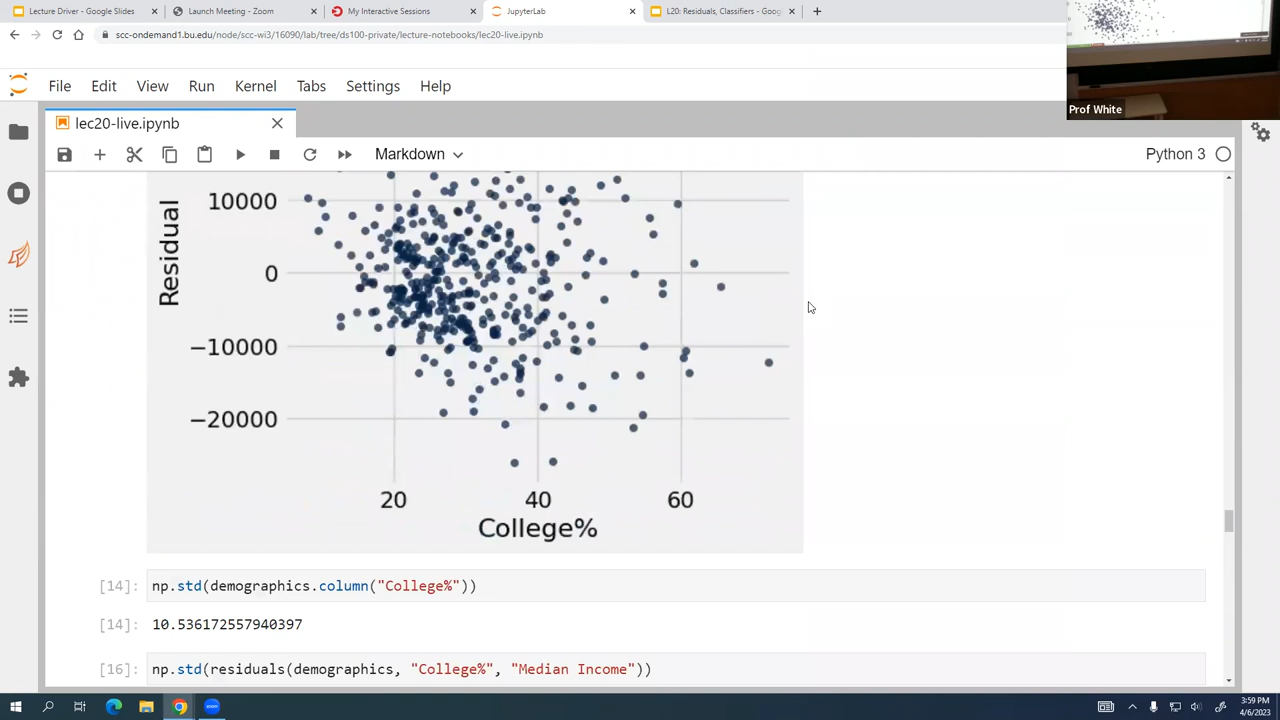 Lecture Driver - Google Slides
Launch Meeting - Zoom
My Interactive Sessions
JupyterLab
L20: Residuals, Classifiers - Goog
scc-ondemand1.bu.edu/node/scc-wi3/16090/lab/tree/ds100-private/lecture-notebooks/lec20-live.ipynb
Prof White
File Edit View Run Kernel Tabs Settings Help
lec20-live.ipynb
Markdown
Python 3
10000
0
−10000
−20000
Residual
20 40 60
College%
[14]: np.std(demographics.column("College%"))
[14]: 10.536172557940397
[16]: np.std(residuals(demographics, "College%", "Median Income"))
3:59 PM
4/6/2023